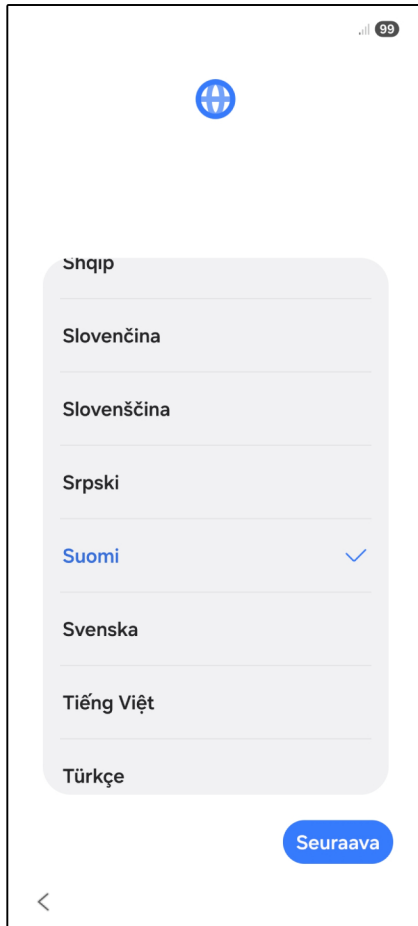 99
Shqip
Slovenčina
Slovenščina
Srpski
Suomi
Svenska
Tiếng Việt
Türkçe
Seuraava